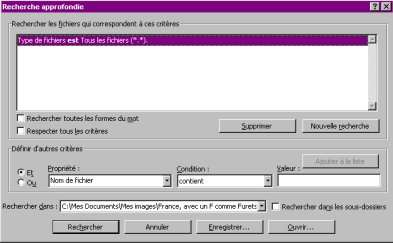 Recherche approfondie
Rechercher les fichiers qui correspondent à ces critères
Type de fichiers est Tous les fichiers (*.*).
Rechercher toutes les formes du mot
Respecter tous les critères
Supprimer
Nouvelle recherche
Définir d'autres critères
Ajouter à la liste
Et
Ou
Propriété :
Condition :
Valeur :
Nom de fichier
contient
Rechercher dans : C:\Mes Documents\Mes images\France, avec un F comme Furets
Rechercher dans les sous-dossiers
Rechercher
Annuler
Enregistrer...
Ouvrir...